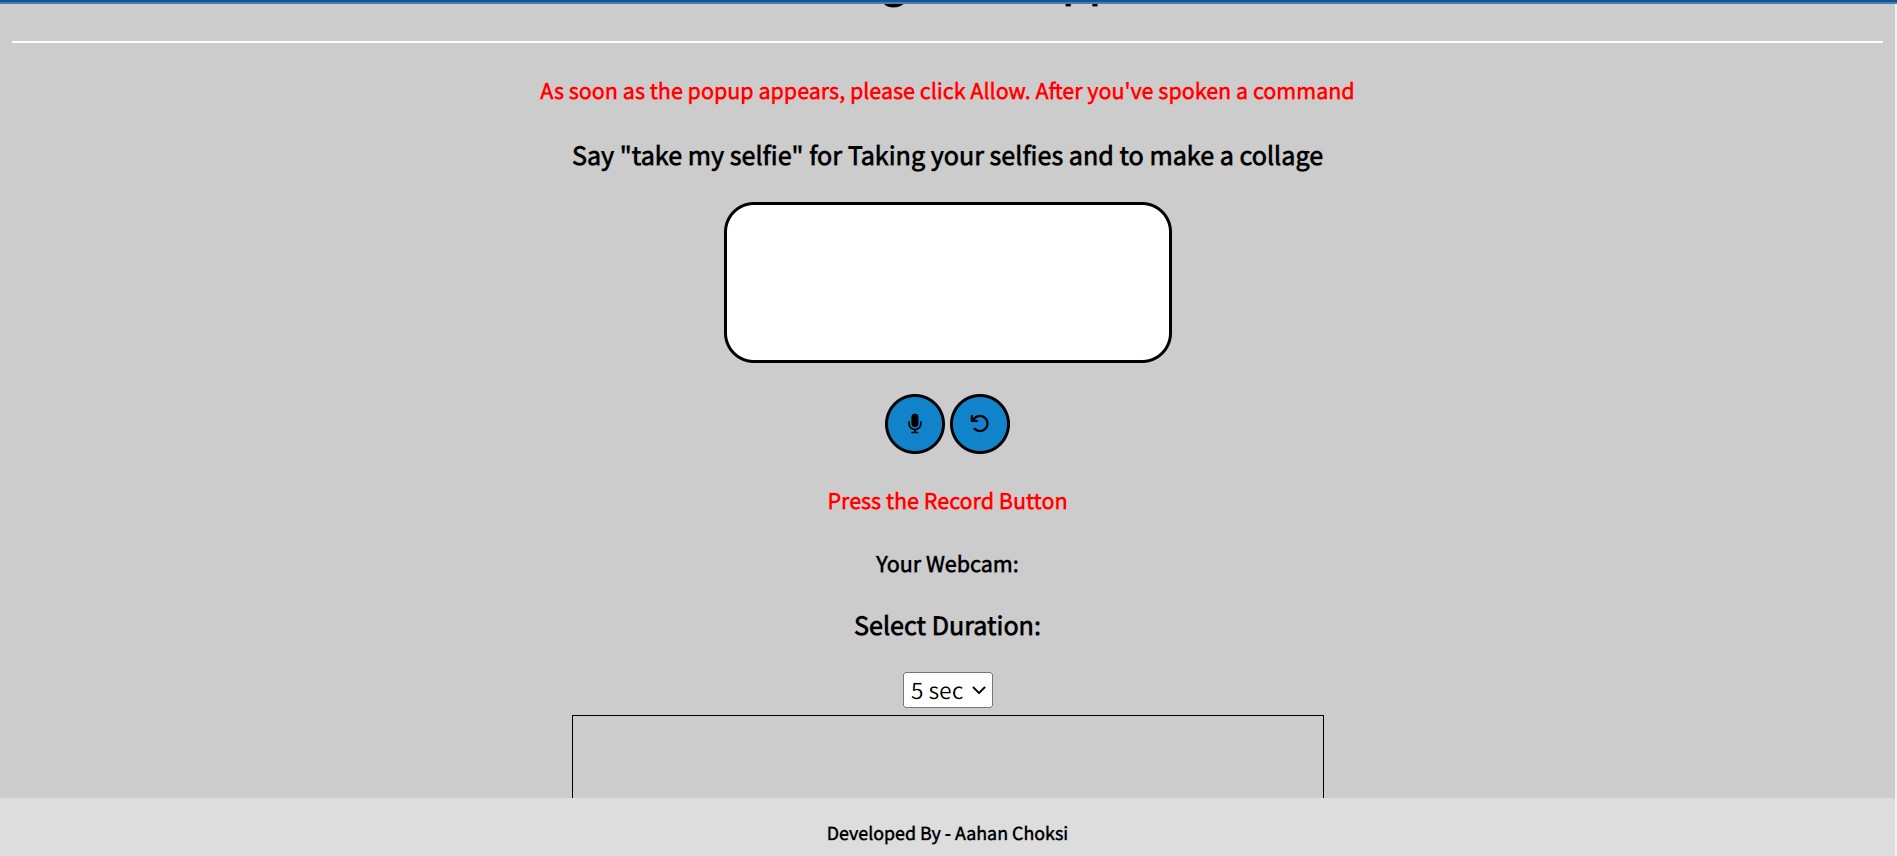 As soon as the popup appears, please click Allow. After you've spoken a command
Say "take my selfie" for Taking your selfies and to make a collage
Press the Record Button
Your Webcam:
Select Duration:
5 sec
Developed By - Aahan Choksi